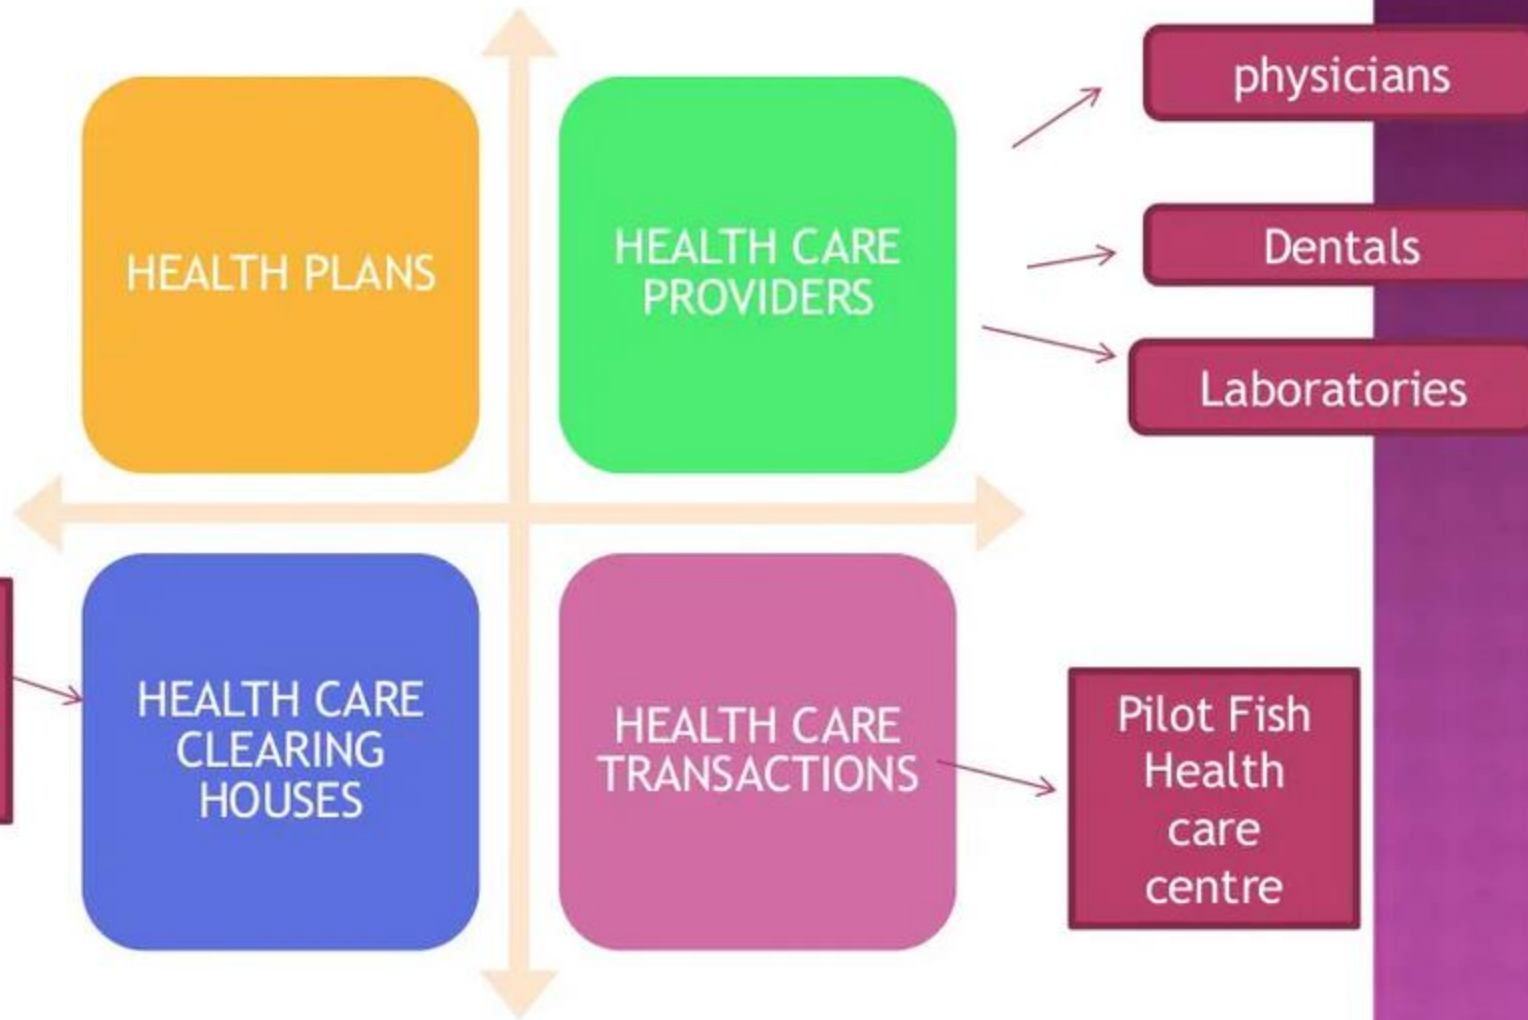 HEALTH PLANS
HEALTH CARE
PROVIDERS
physicians
Dentals
Laboratories
HEALTH CARE
CLEARING
HOUSES
HEALTH CARE
TRANSACTIONS
Pilot Fish
Health
care
centre